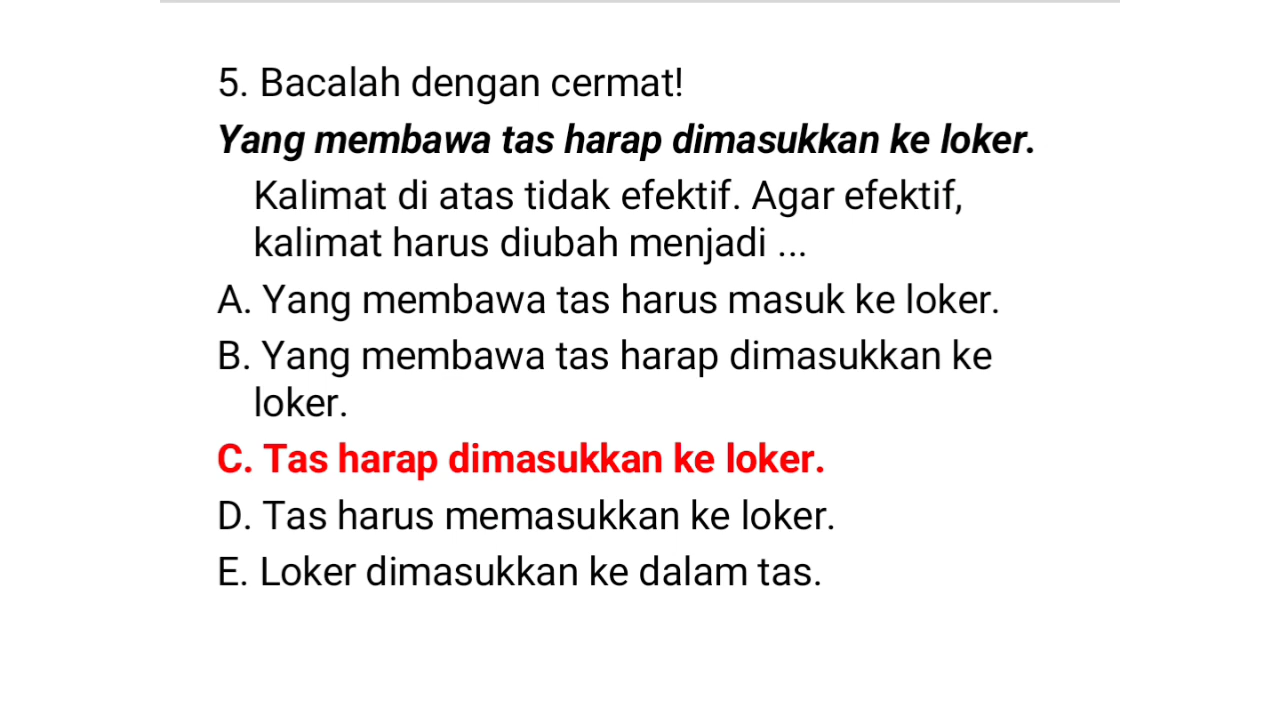 5. Bacalah dengan cermat!
Yang membawa tas harap dimasukkan ke loker.
Kalimat di atas tidak efektif. Agar efektif,
kalimat harus diubah menjadi ...
A. Yang membawa tas harus masuk ke loker.
B. Yang membawa tas harap dimasukkan ke
loker.
C. Tas harap dimasukkan ke loker.
D. Tas harus memasukkan ke loker.
E. Loker dimasukkan ke dalam tas.